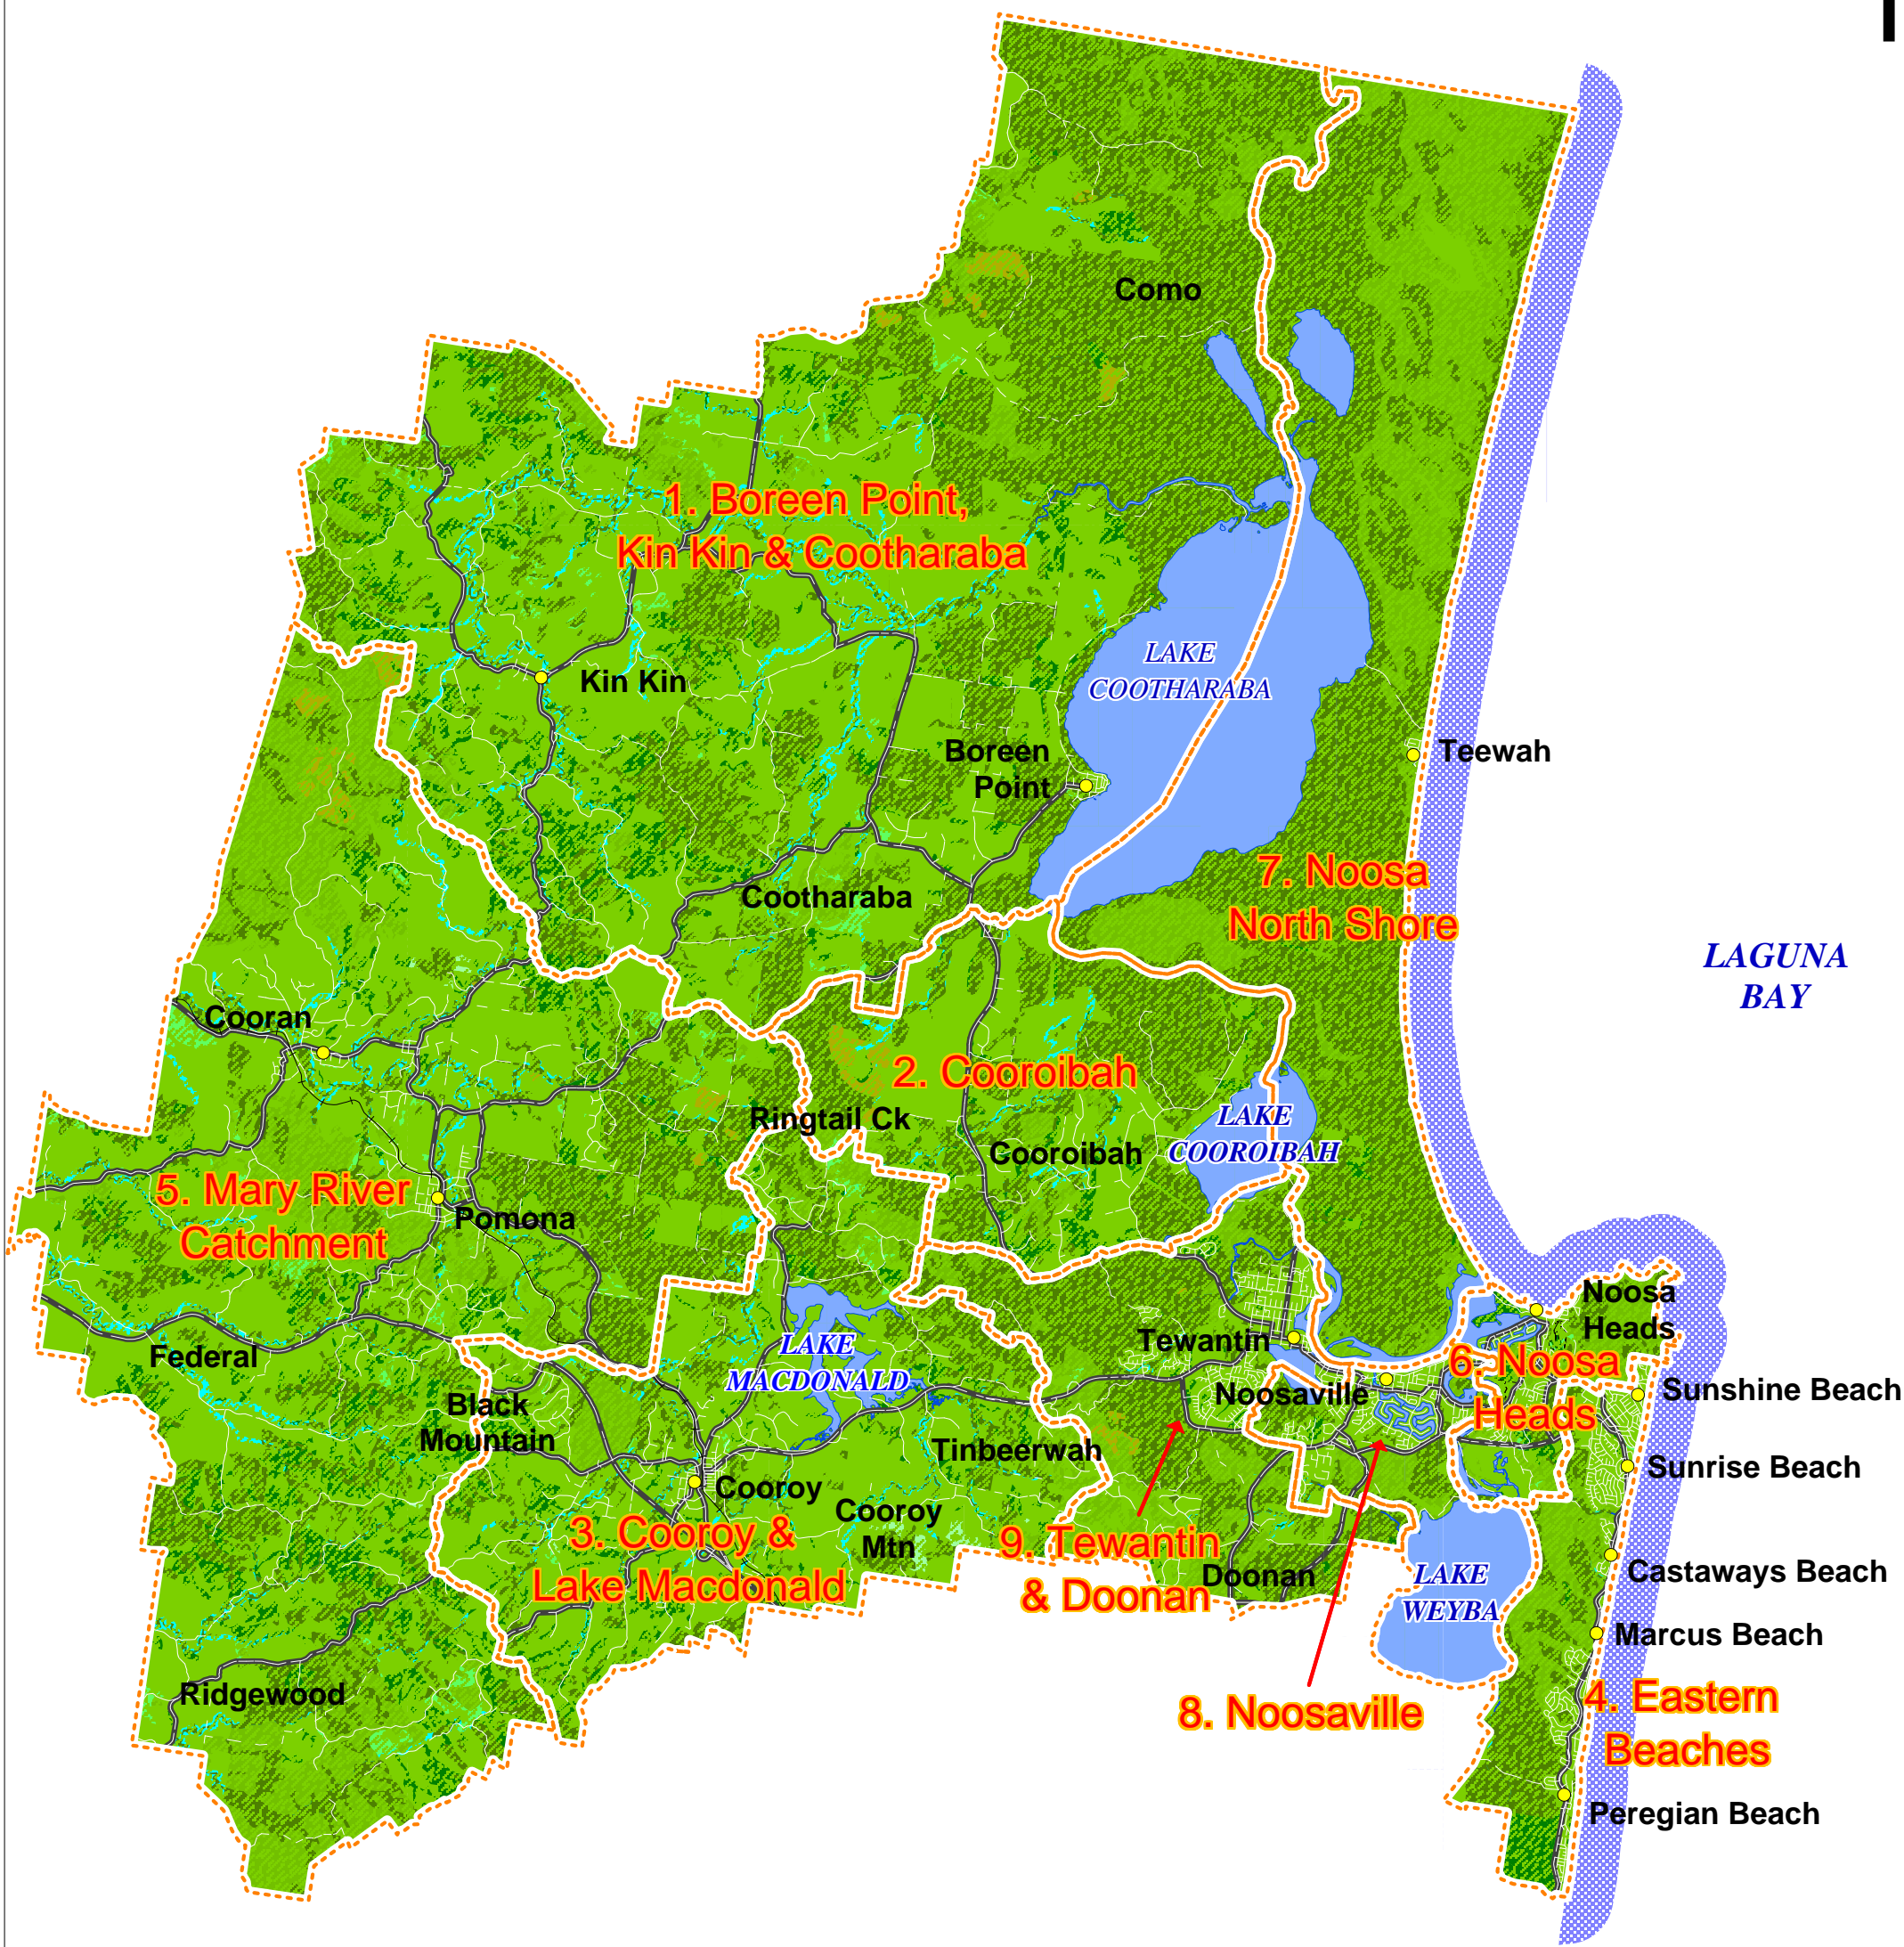 Como
1. Boreen Point,
Kin Kin & Cootharaba
LAKE
COOTHARABA
Kin Kin
Boreen
Point
Teewah
7. Noosa
North Shore
Cootharaba
LAGUNA
BAY
Cooran
2. Cooroibah
Ringtail Ck
LAKE
COOROIBAH
Cooroibah
5. Mary River
Catchment
Pomona
Noosa
Heads
Federal
LAKE
MACDONALD
Tewantin
6. Noosa
Heads
Noosaville
Sunshine Beach
Black
Mountain
Tinbeerwah
Sunrise Beach
Cooroy
Cooroy
Mtn
3. Cooroy &
Lake Macdonald
9. Tewantin
& Doonan
Doonan
LAKE
WEYBA
Castaways Beach
Marcus Beach
Ridgewood
8. Noosaville
4. Eastern
Beaches
Peregian Beach